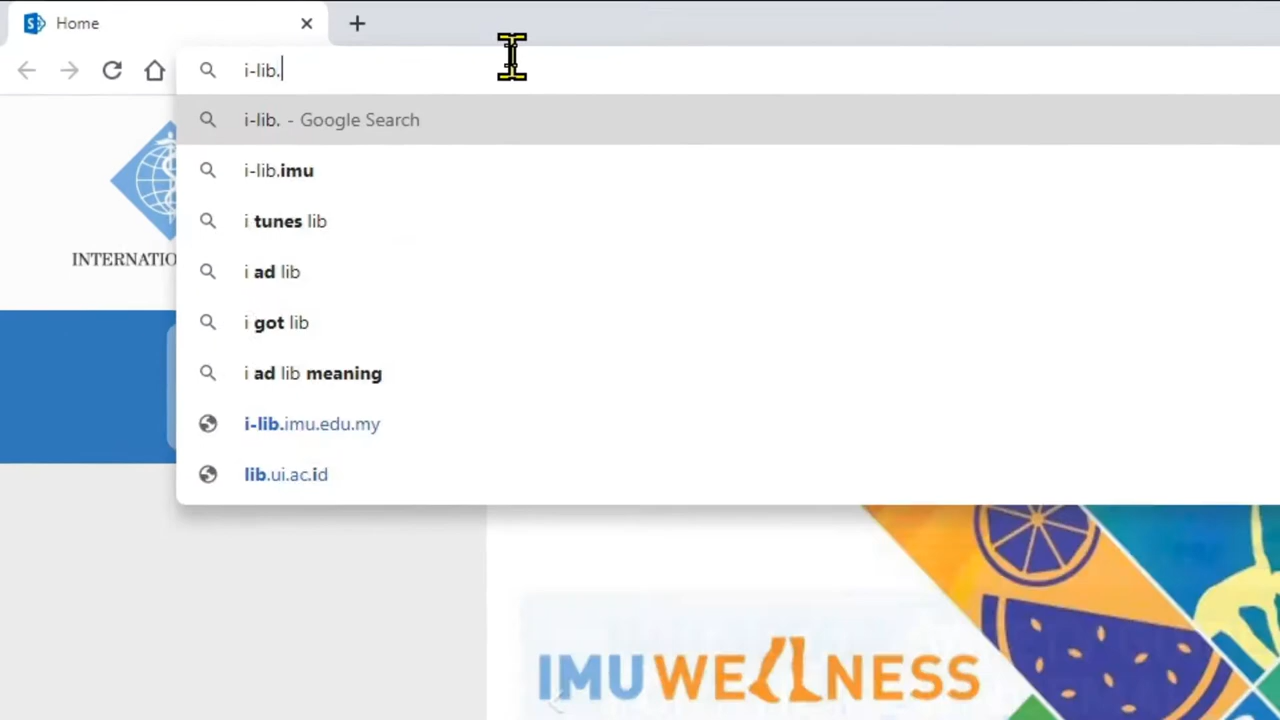 Home
i-lib.
i-lib. - Google Search
i-lib.imu
i tunes lib
i ad lib
i got lib
i ad lib meaning
i-lib.imu.edu.my
lib.ui.ac.id
INTERNATIO
IMU WELLNESS